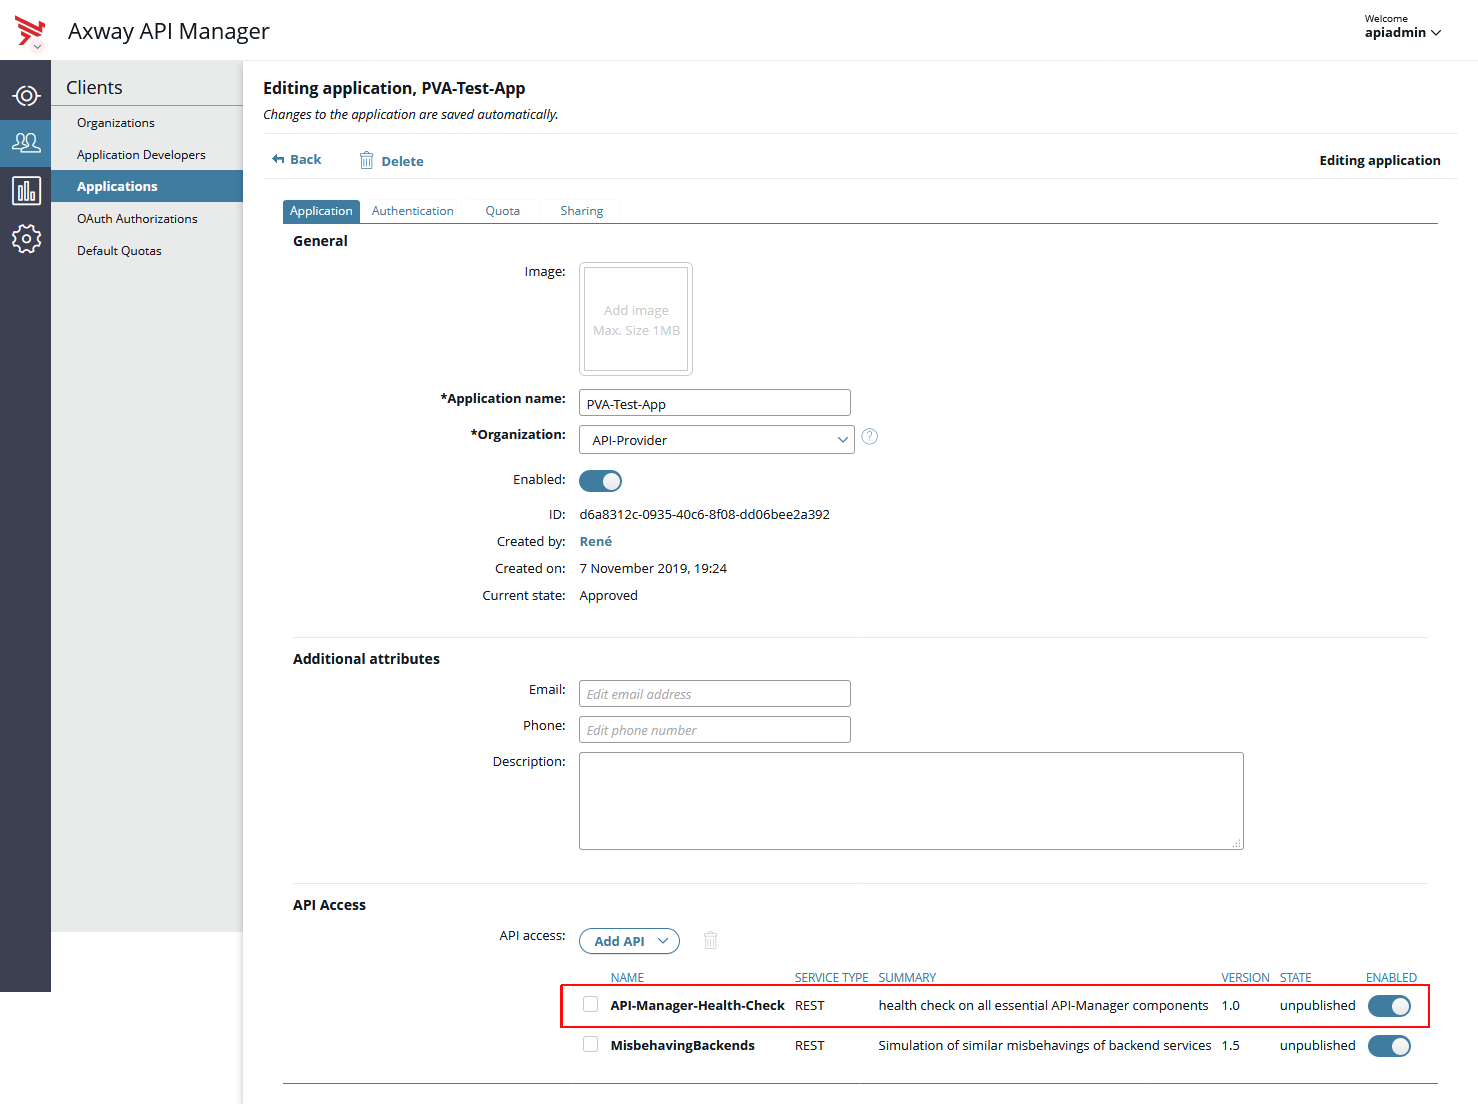 Axway API Manager
Welcome
apiadmin
Clients
Organizations
Application Developers
Applications
OAuth Authorizations
Default Quotas
Editing application, PVA-Test-App
Changes to the application are saved automatically.
Back
Delete
Editing application
Application
Authentication
Quota
Sharing
General
Image:
Add image
Max. Size 1MB
*Application name: PVA-Test-App
*Organization: API-Provider ?
Enabled:
ID: d6a8312c-0935-40c6-8f08-dd06bee2a392
Created by: René
Created on: 7 November 2019, 19:24
Current state: Approved
Additional attributes
Email: Edit email address
Phone: Edit phone number
Description:
API Access
API access: Add API
NAME SERVICE TYPE SUMMARY VERSION STATE ENABLED
API-Manager-Health-Check REST health check on all essential API-Manager components 1.0 unpublished
MisbehavingBackends REST Simulation of similar misbehavings of backend services 1.5 unpublished